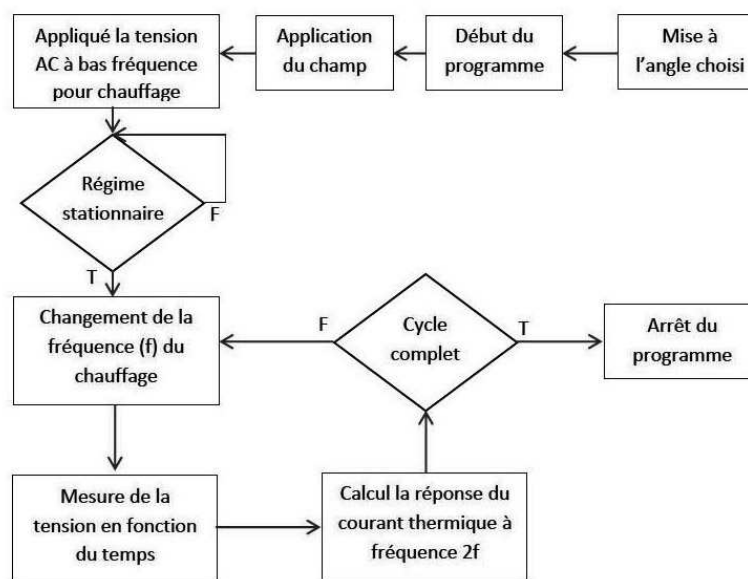 Mise à
l'angle choisi
Début du
programme
Application
du champ
Appliqué la tension
AC à bas fréquence
pour chauffage
Régime
stationnaire
F
T
Changement de la
fréquence (f) du
chauffage
Mesure de la
tension en fonction
du temps
Calcul la réponse du
courant thermique à
fréquence 2f
Cycle
complet
F
T
Arrêt du
programme